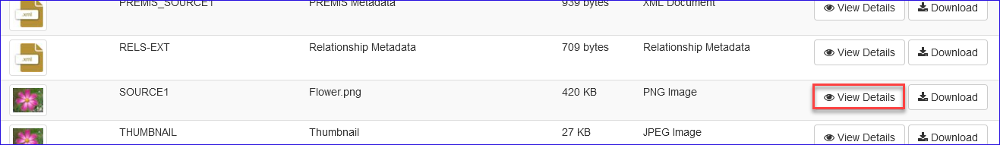 PREMIS_SOURCE1 PREMIS Metadata 939 bytes XML Document View Details Download
.xml
RELS-EXT Relationship Metadata 709 bytes Relationship Metadata View Details Download
.xml
SOURCE1 Flower.png 420 KB PNG Image View Details Download
THUMBNAIL Thumbnail 27 KB JPEG Image View Details Download